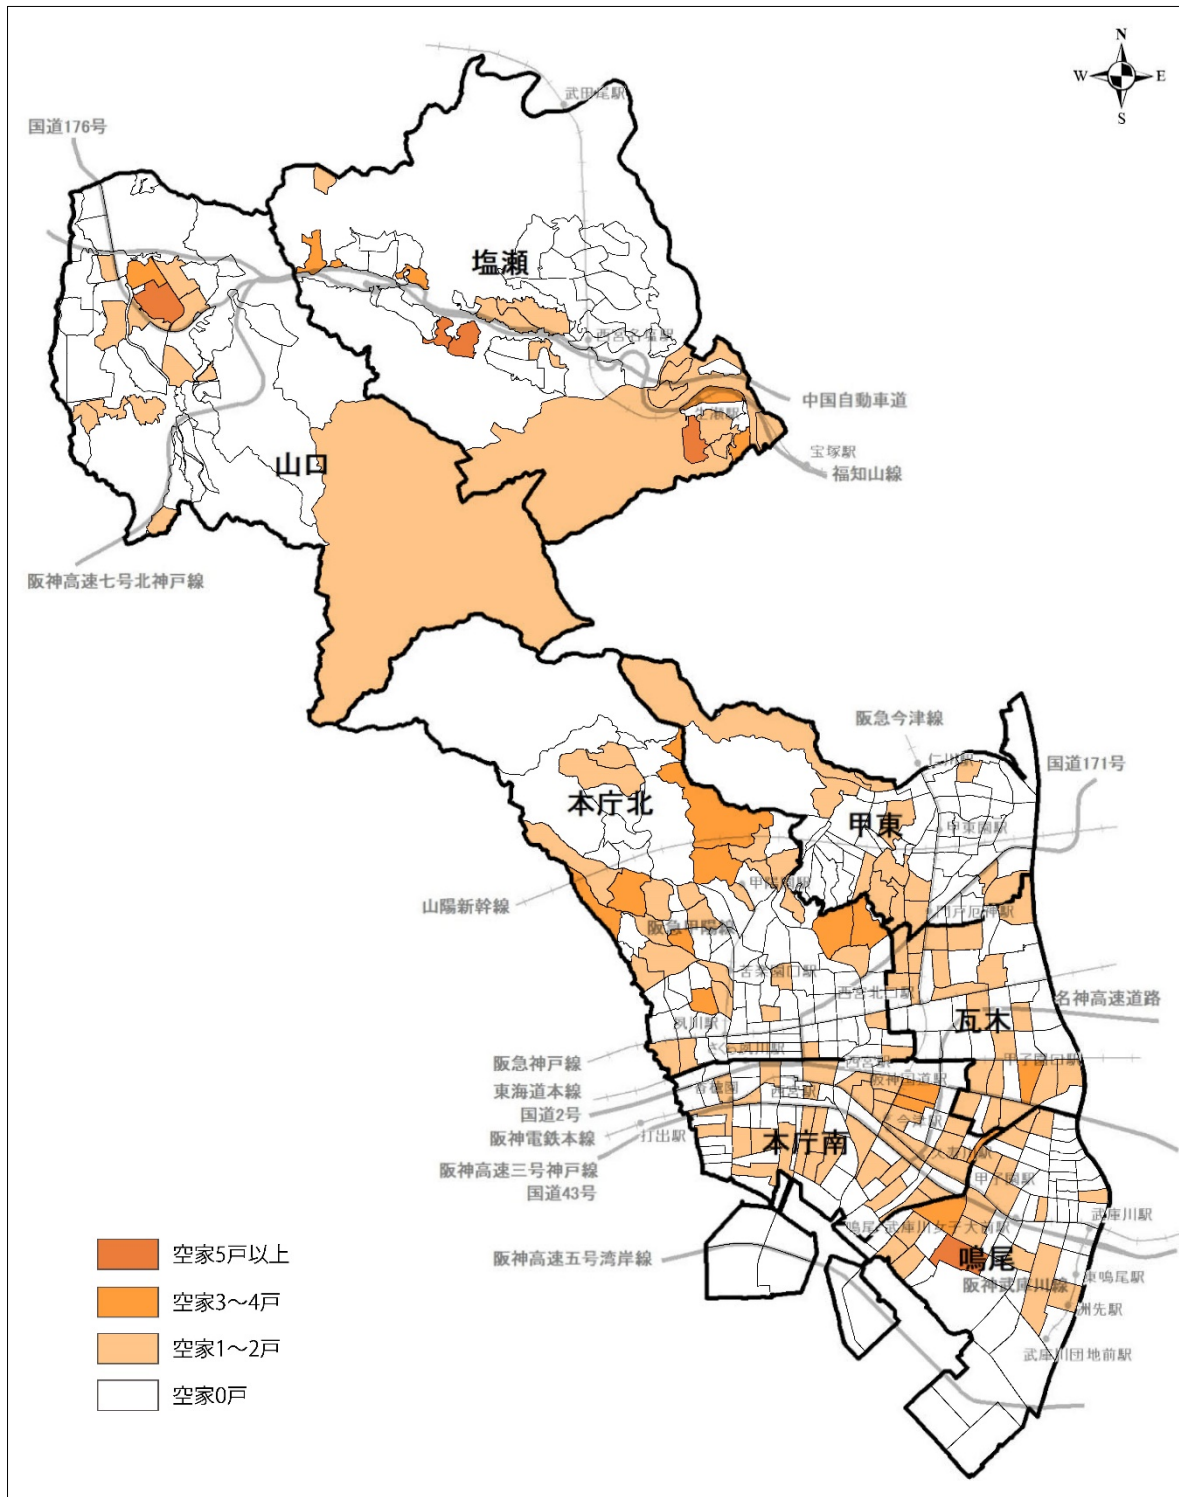 N
W
E
S
武田尾駅
国道176号
塩瀬
西宮名塩駅
中国自動車道
生瀬駅
宝塚駅
山口
福知山線
阪神高速七号北神戸線
阪急今津線
仁川駅
国道171号
本庁北
甲東
甲東園駅
甲陽園駅
山陽新幹線
門戸厄神駅
阪急甲陽線
苦楽園口駅
西宮北口駅
名神高速道路
瓦木
夙川駅
さくら夙川駅
阪急神戸線
西宮駅
甲子園口駅
阪神国道駅
東海道本線
香櫨園
西宮駅
国道2号
今津駅
打出駅
阪神電鉄本線
本庁南
久寿川駅
阪神高速三号神戸線
甲子園駅
国道43号
武庫川駅
鳴尾・武庫川女子大前駅
阪神高速五号湾岸線
鳴尾
東鳴尾駅
阪神武庫川線
洲先駅
武庫川団地前駅
空家5戸以上
空家3～4戸
空家1～2戸
空家0戸